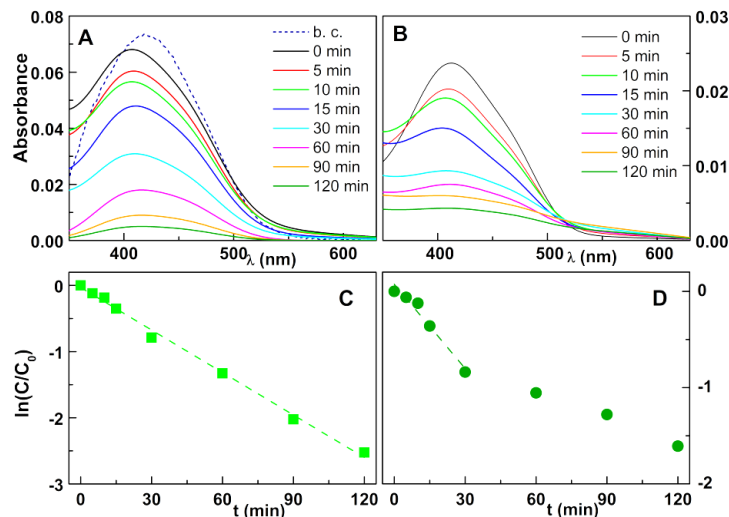 A
Absorbance
0.08
0.06
0.04
0.02
0.00
b. c.
0 min
5 min
10 min
15 min
30 min
60 min
90 min
120 min
400
500
600
λ (nm)
B
0 min
5 min
10 min
15 min
30 min
60 min
90 min
120 min
0.03
0.02
0.01
0.00
400
500
600
λ (nm)
C
ln(C/C₀)
0
-1
-2
-3
0
30
60
90
120
t (min)
D
0
-1
-2
0
30
60
90
120
t (min)